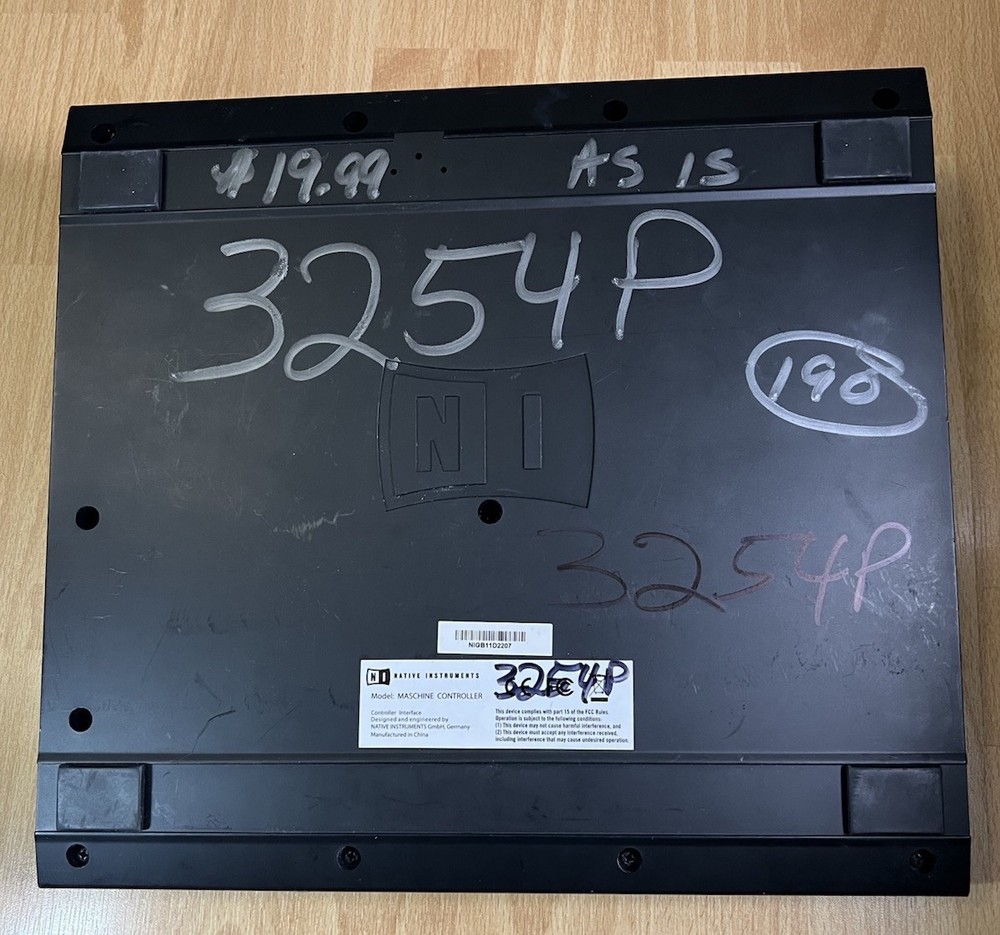 $19.99 AS IS
3254P
198
N I
3254P
NIGB11D2207
NI NATIVE INSTRUMENTS
3254P
FC
Model: MASCHINE CONTROLLER
Controller Interface
Designed and engineered by
NATIVE INSTRUMENTS GmbH, Germany
Manufactured in China
This device complies with part 15 of the FCC Rules.
Operation is subject to the following conditions:
(1) This device may not cause harmful interference, and
(2) This device must accept any interference received,
including interference that may cause undesired operation.